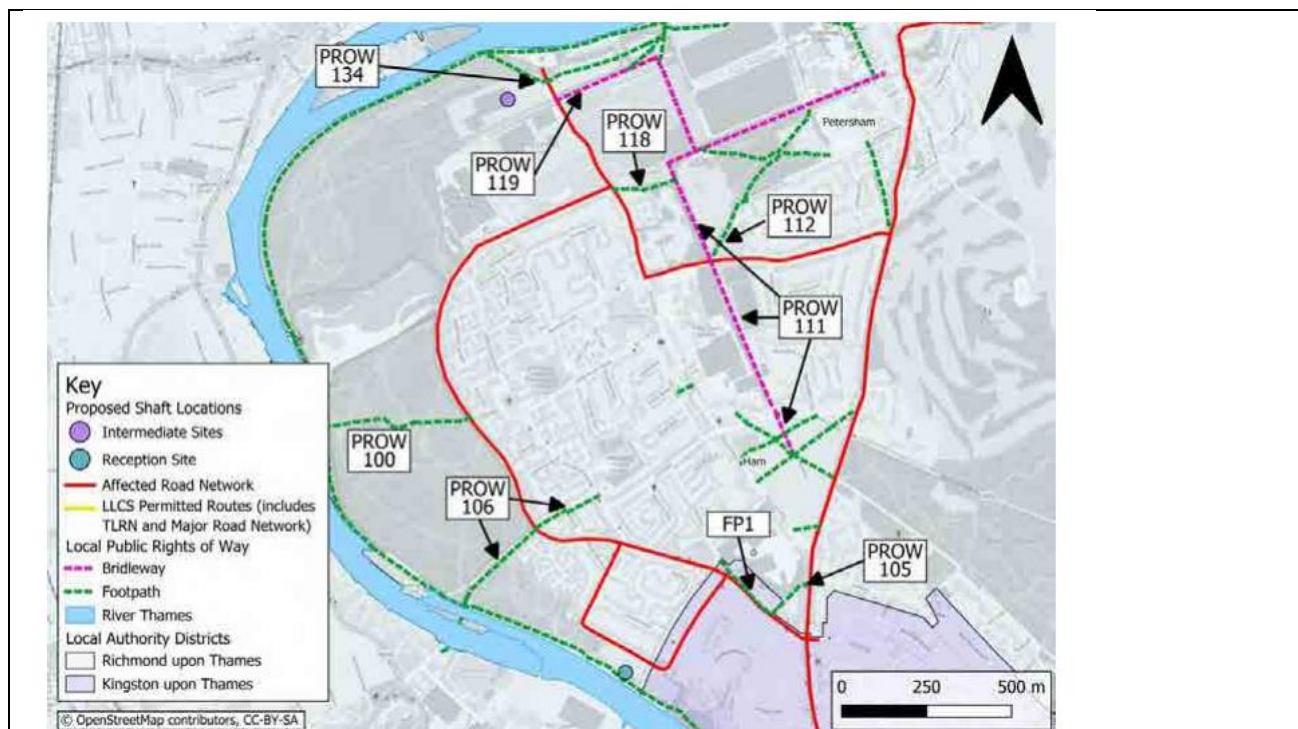 PROW
134
PROW
118
PROW
119
Petersham
PROW
112
PROW
111
PROW
100
PROW
106
Ham
FP1
PROW
105
Key
Proposed Shaft Locations
Intermediate Sites
Reception Site
Affected Road Network
LLCS Permitted Routes (includes
TLRN and Major Road Network)
Local Public Rights of Way
Bridleway
Footpath
River Thames
Local Authority Districts
Richmond upon Thames
Kingston upon Thames
© OpenStreetMap contributors, CC-BY-SA
0 250 500 m